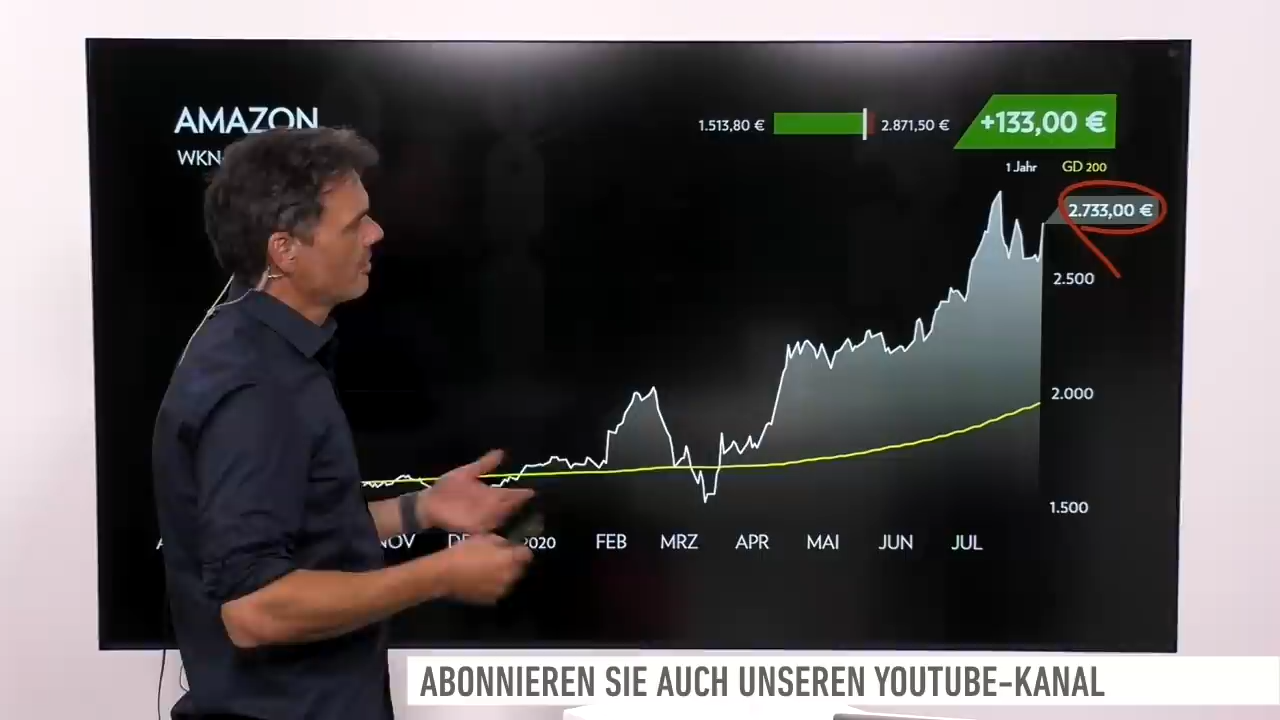 AMAZON
WKN
1.513,80 €
2.871,50 €
+133,00 €
1 Jahr
GD 200
2.733,00 €
2.500
2.000
1.500
NOV
2020
FEB
MRZ
APR
MAI
JUN
JUL
ABONNIEREN SIE AUCH UNSEREN YOUTUBE-KANAL